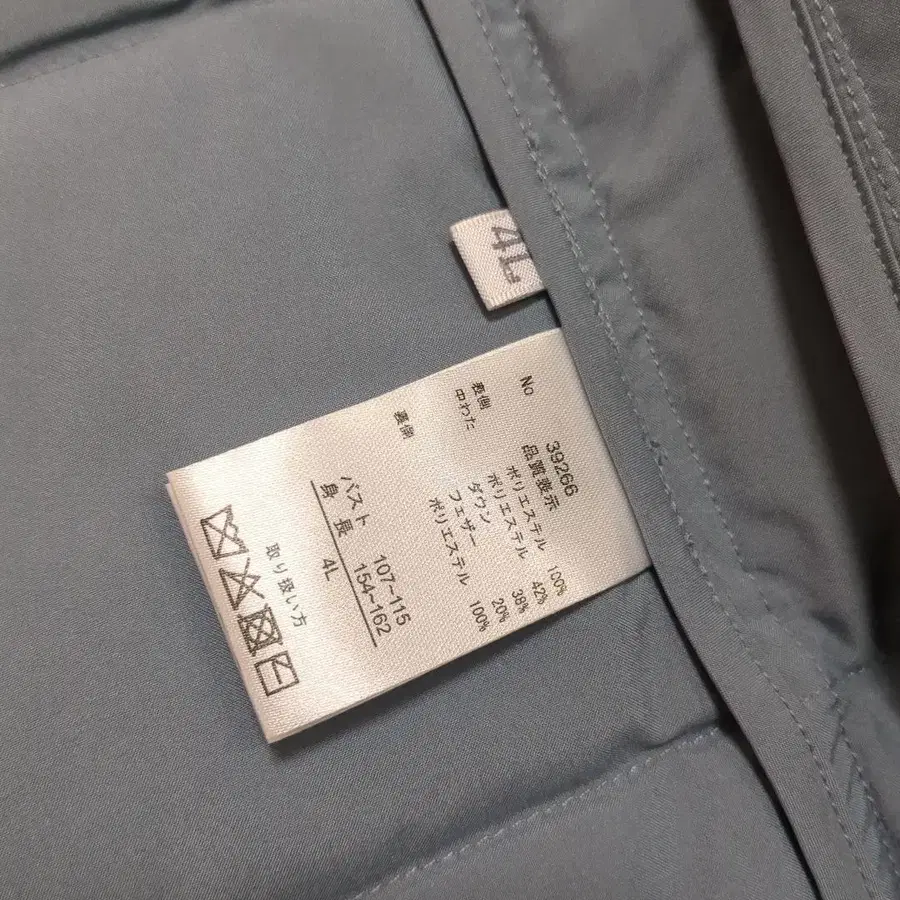 4L
No 39266
品質表示
表側 ポリエステル 100%
中わた ポリエステル 42%
ダウン 38%
フェザー 20%
裏側 ポリエステル 100%
バスト 107~115
身長 154~162
4L
取り扱い方